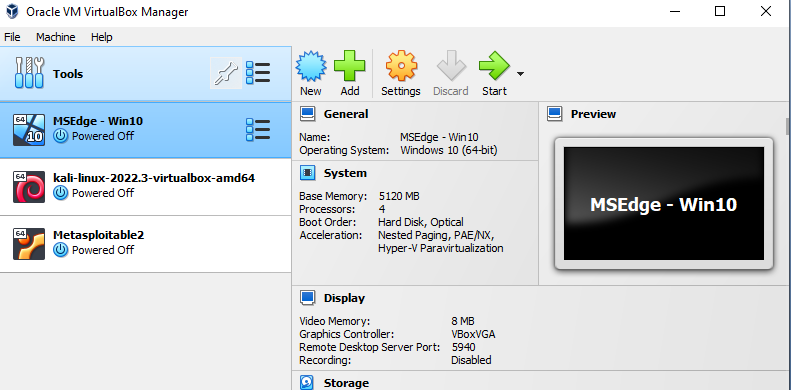 Oracle VM VirtualBox Manager
File Machine Help
Tools
New Add Settings Discard Start
64
10
MSEdge - Win10
Powered Off
64
kali-linux-2022.3-virtualbox-amd64
Powered Off
64
Metasploitable2
Powered Off
General
Name: MSEdge - Win10
Operating System: Windows 10 (64-bit)
System
Base Memory: 5120 MB
Processors: 4
Boot Order: Hard Disk, Optical
Acceleration: Nested Paging, PAE/NX,
Hyper-V Paravirtualization
Preview
MSEdge - Win10
Display
Video Memory: 8 MB
Graphics Controller: VBoxVGA
Remote Desktop Server Port: 5940
Recording: Disabled
Storage